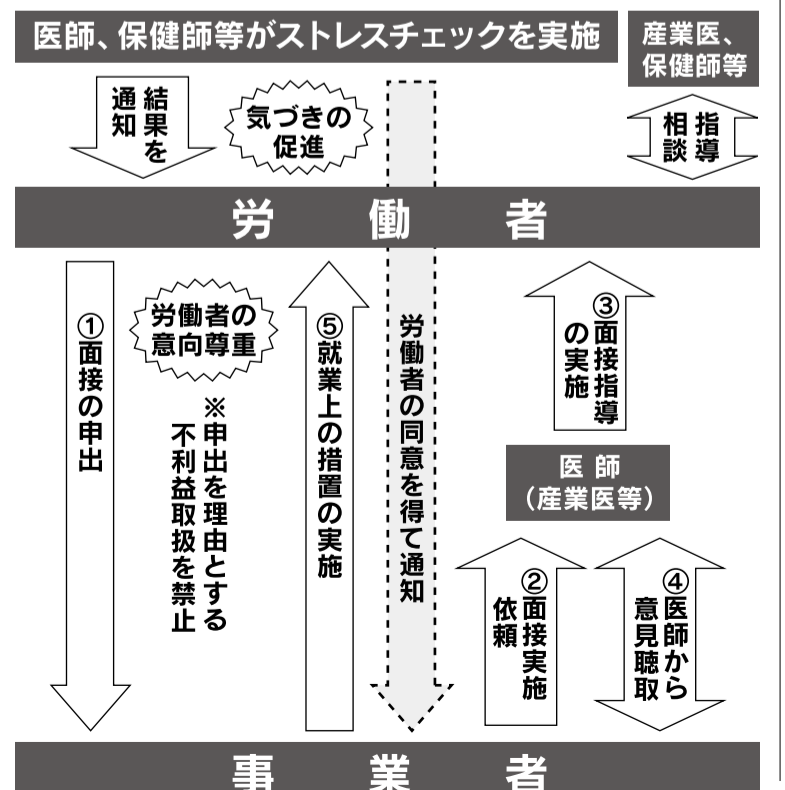 医師、保健師等がストレスチェックを実施
産業医、
保健師等
結果を
通知
気づきの
促進
指導
相談
労働者
①面接の申出
労働者の
意向尊重
※申出を理由とする
不利益取扱を禁止
⑤就業上の措置の実施
労働者の同意を得て通知
③面接指導
の実施
医師
（産業医等）
②面接実施
依頼
④医師から
意見聴取
事業者